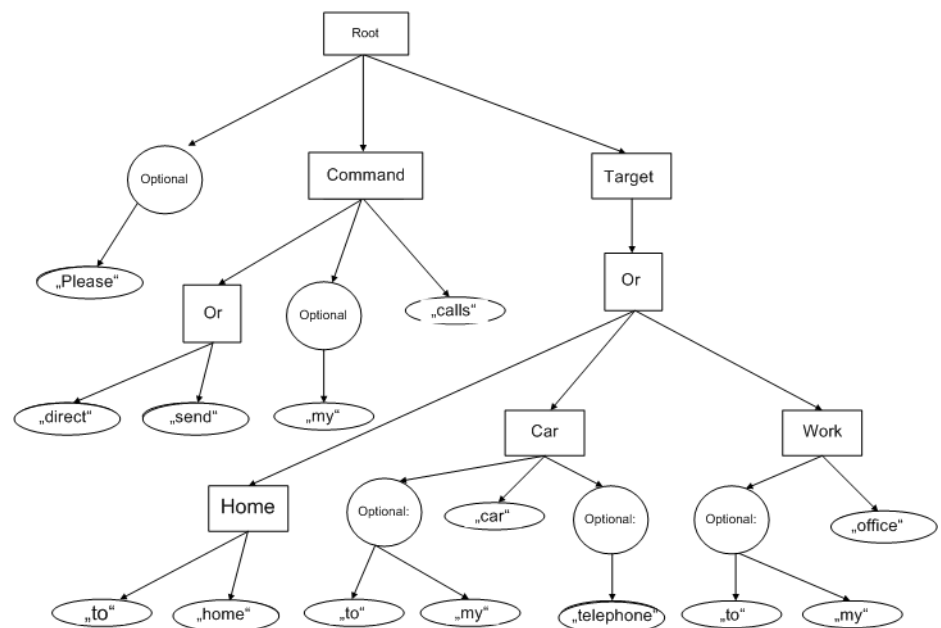 Root
Optional
Command
Target
„Please“
Or
Optional
„calls“
Or
„direct“
„send“
„my“
Car
Work
Home
Optional:
„car“
Optional:
Optional:
„office“
„to“
„home“
„to“
„my“
„telephone“
„to“
„my“